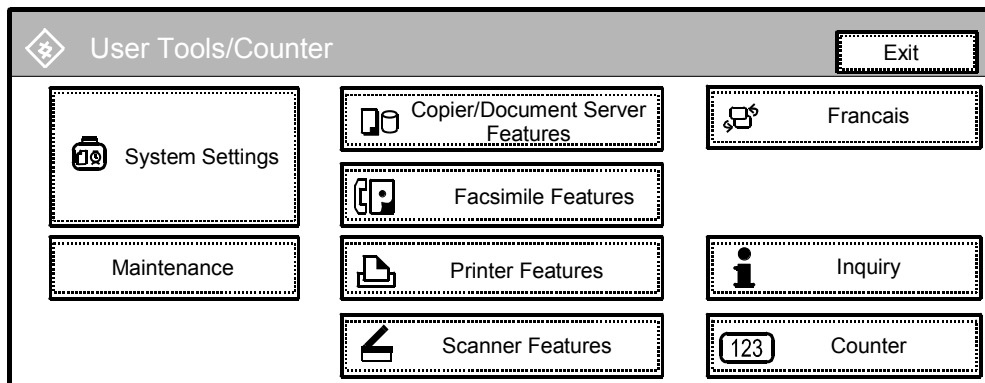 User Tools/Counter
Exit
System Settings
Copier/Document Server
Features
Francais
Facsimile Features
Maintenance
Printer Features
Inquiry
Scanner Features
123
Counter